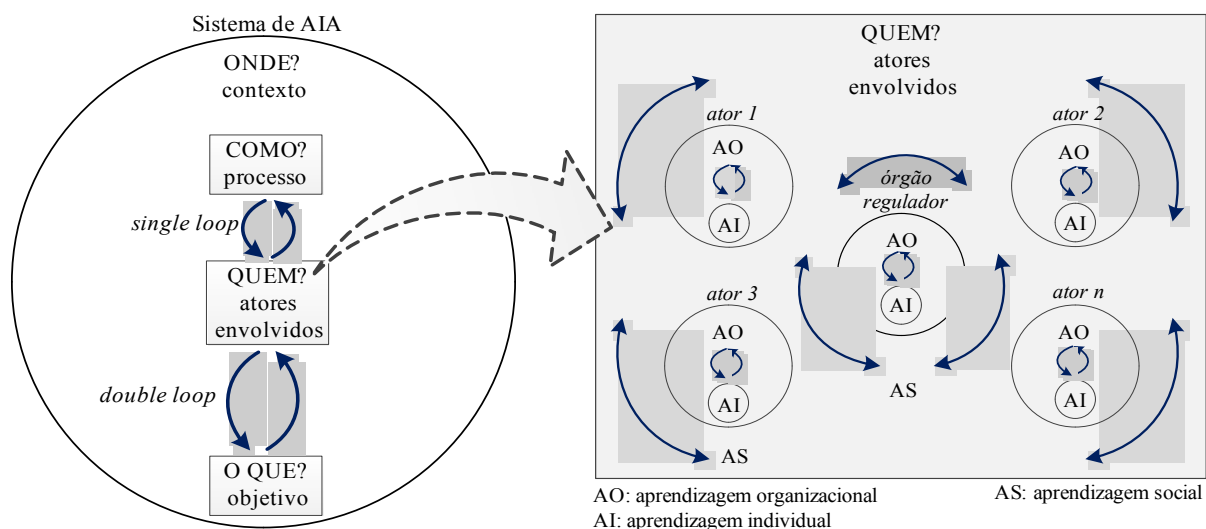 Sistema de AIA
ONDE?
contexto
COMO?
processo
single loop
QUEM?
atores
envolvidos
double loop
O QUE?
objetivo
QUEM?
atores
envolvidos
ator 1
AO
AI
ator 2
AO
AI
órgão
regulador
AO
AI
ator 3
AO
AI
ator n
AO
AI
AS
AS
AO: aprendizagem organizacional
AI: aprendizagem individual
AS: aprendizagem social